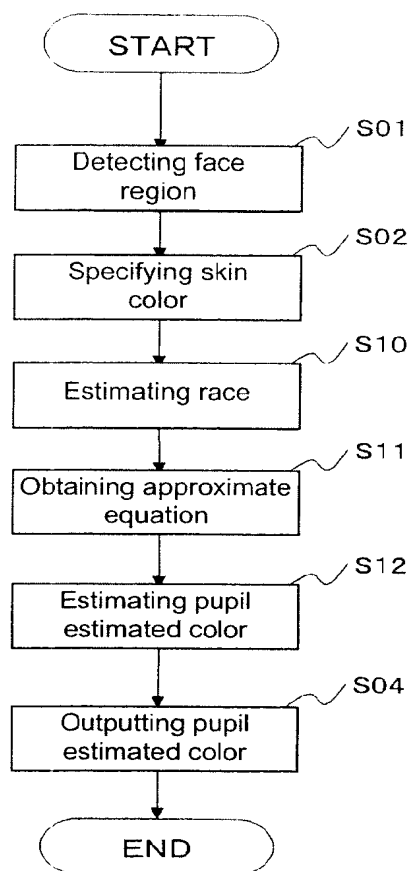 START
S01
Detecting face
region
S02
Specifying skin
color
S10
Estimating race
S11
Obtaining approximate
equation
S12
Estimating pupil
estimated color
S04
Outputting pupil
estimated color
END